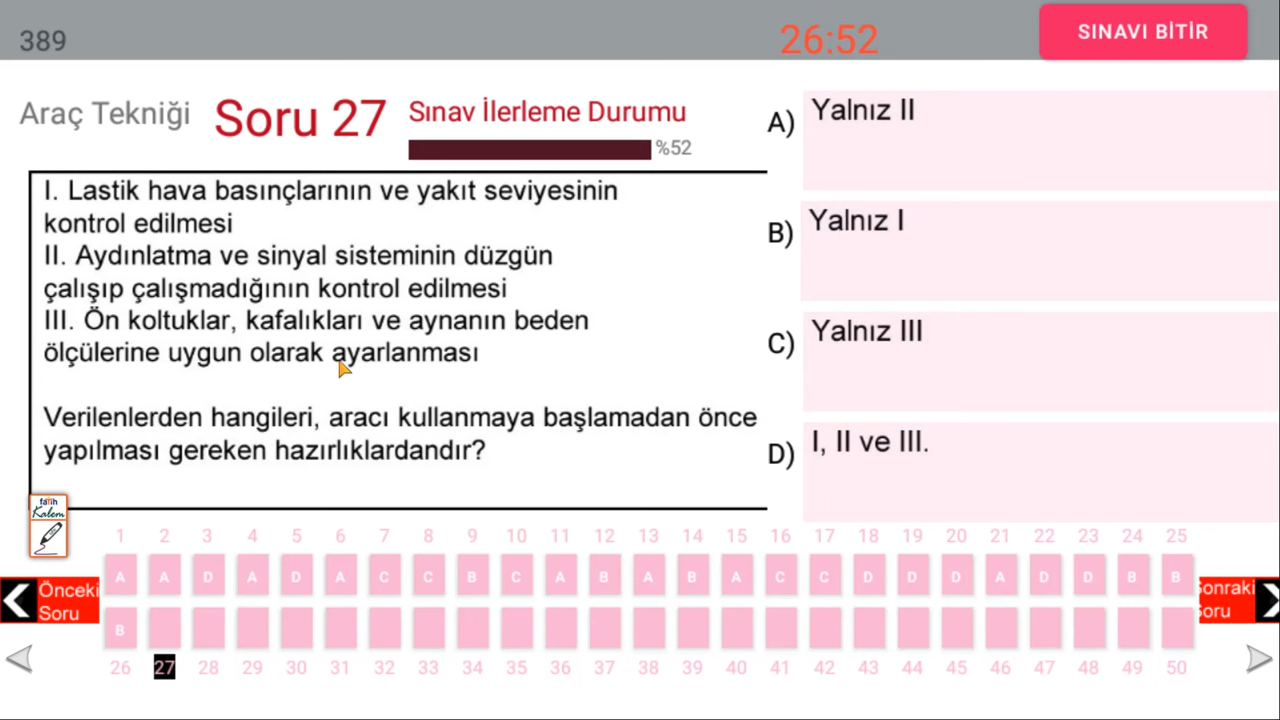 389
26:52
SINAVI BİTİR
Araç Tekniği
Soru 27
Sınav İlerleme Durumu
%52
I. Lastik hava basınçlarının ve yakıt seviyesinin
kontrol edilmesi
II. Aydınlatma ve sinyal sisteminin düzgün
çalışıp çalışmadığının kontrol edilmesi
III. Ön koltuklar, kafalıkları ve aynanın beden
ölçülerine uygun olarak ayarlanması
Verilenlerden hangileri, aracı kullanmaya başlamadan önce
yapılması gereken hazırlıklardandır?
A) Yalnız II
B) Yalnız I
C) Yalnız III
D) I, II ve III.
fatih
Kalem
1 2 3 4 5 6 7 8 9 10 11 12 13 14 15 16 17 18 19 20 21 22 23 24 25
A A D A D A C C B C A B A B A C C D D D A D D B B
B
26 27 28 29 30 31 32 33 34 35 36 37 38 39 40 41 42 43 44 45 46 47 48 49 50
Önceki
Soru
Sonraki
Soru